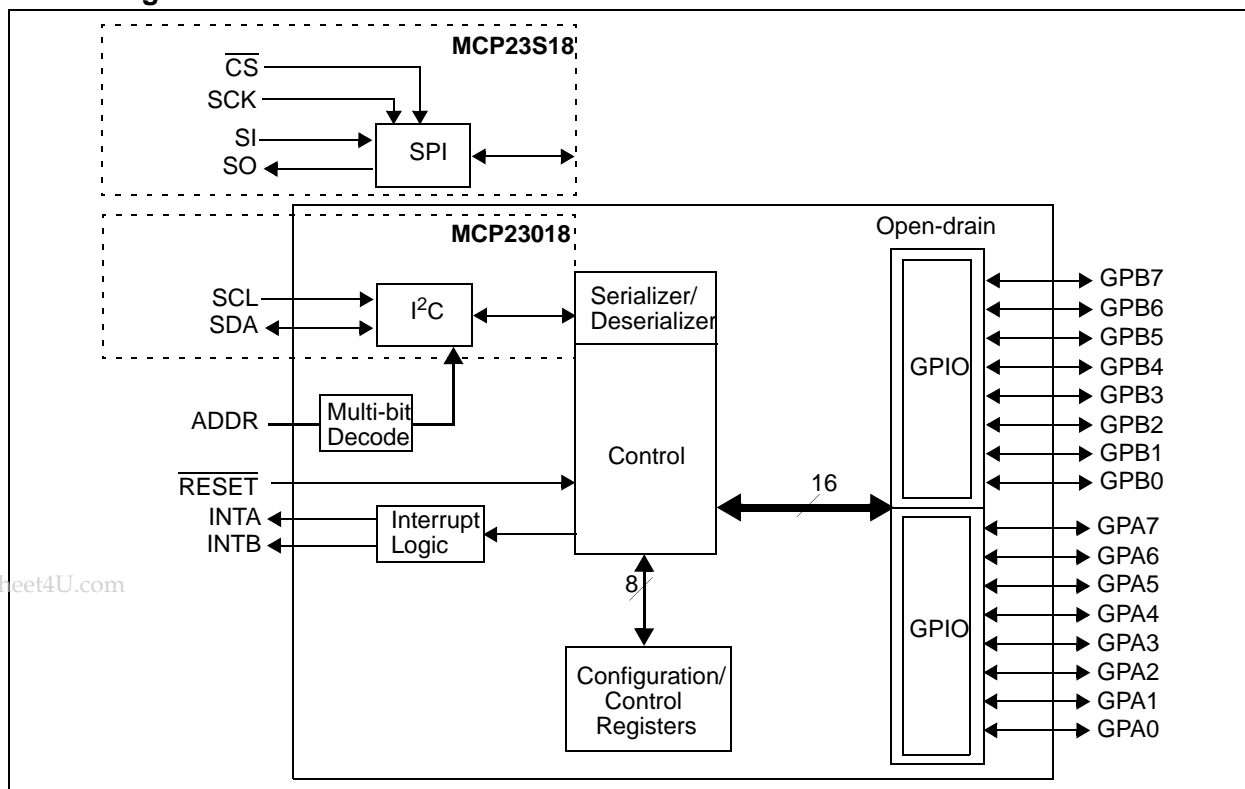 MCP23S18
CS
SCK
SI
SO
SPI
MCP23018
SCL
SDA
I²C
Serializer/
Deserializer
Open-drain
ADDR
Multi-bit
Decode
Control
RESET
INTA
INTB
Interrupt
Logic
16
8
Configuration/
Control
Registers
GPIO
GPB7
GPB6
GPB5
GPB4
GPB3
GPB2
GPB1
GPB0
GPIO
GPA7
GPA6
GPA5
GPA4
GPA3
GPA2
GPA1
GPA0
heet4U.com